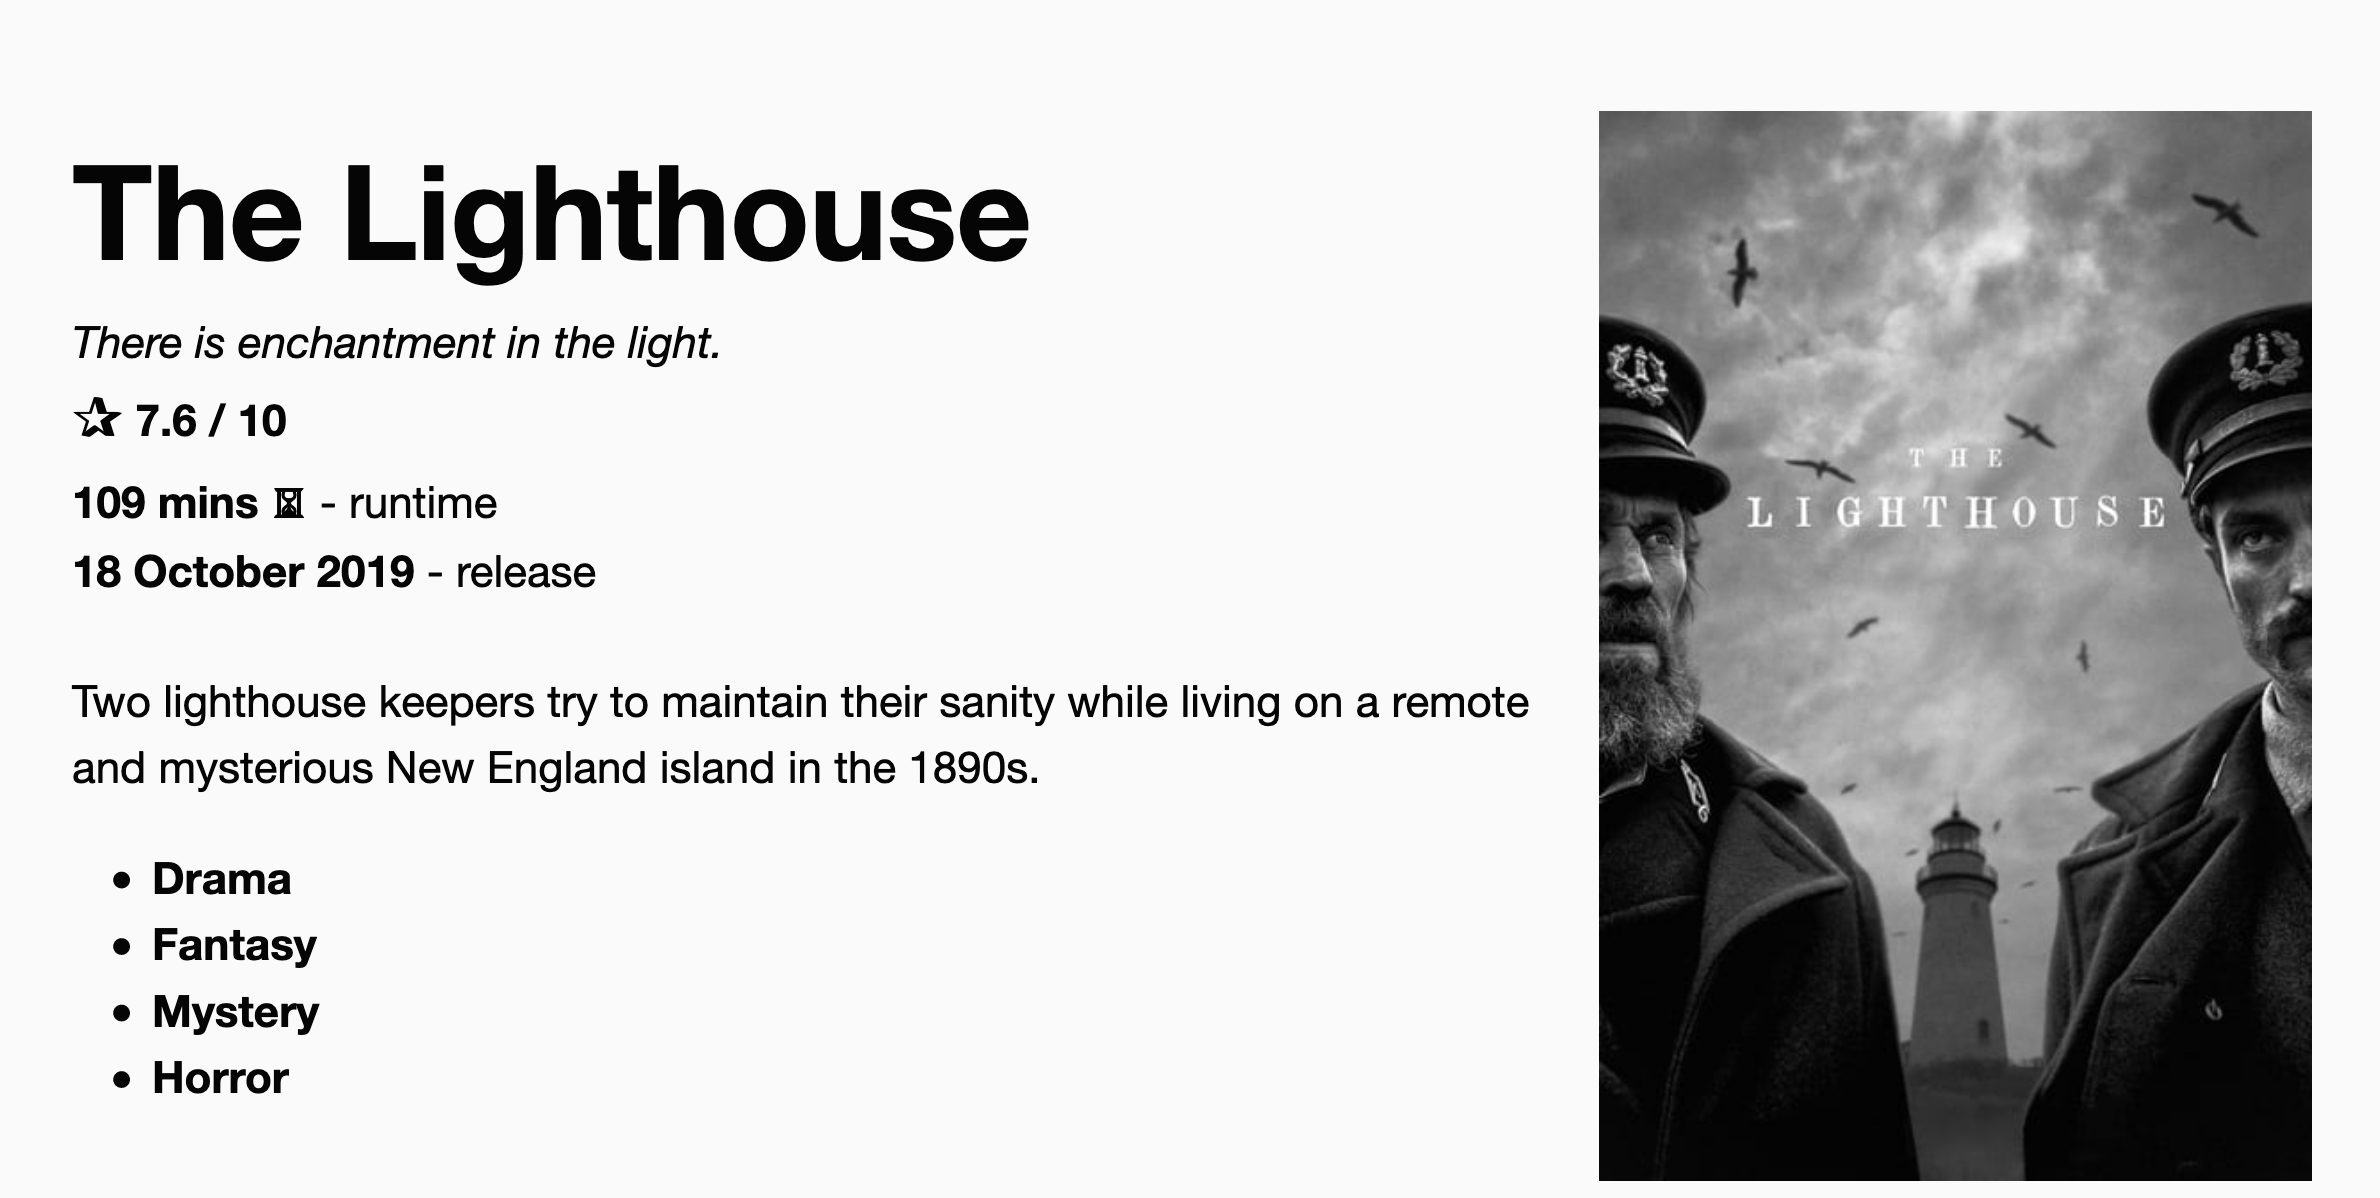 The Lighthouse
There is enchantment in the light.
☆ 7.6 / 10
109 mins ⌛ - runtime
18 October 2019 - release
Two lighthouse keepers try to maintain their sanity while living on a remote
and mysterious New England island in the 1890s.
• Drama
• Fantasy
• Mystery
• Horror
THE
LIGHTHOUSE